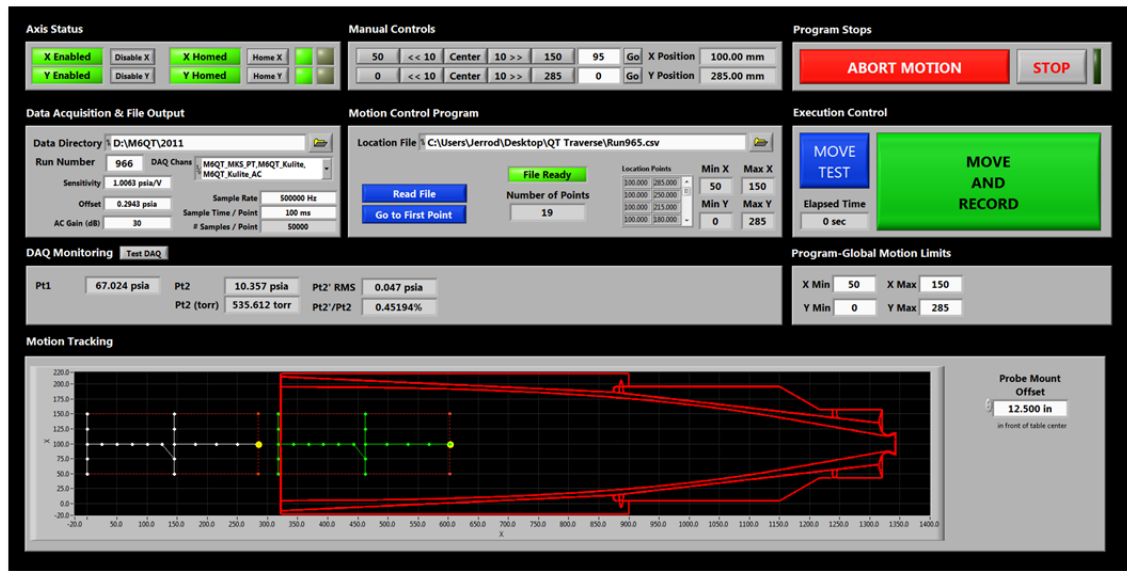 Axis Status
X Enabled Disable X X Homed Home X
Y Enabled Disable Y Y Homed Home Y
Manual Controls
50 << 10 Center 10 >> 150 95 Go X Position 100.00 mm
0 << 10 Center 10 >> 285 0 Go Y Position 285.00 mm
Program Stops
ABORT MOTION STOP
Data Acquisition & File Output
Data Directory D:\M6QT\2011
Run Number 966 DAQ Chans M6QT_MKS_PT,M6QT_Kulite,
M6QT_Kulite_AC
Sensitivity 1.0063 psia/V
Offset 0.2943 psia
AC Gain (dB) 30
Sample Rate 500000 Hz
Sample Time / Point 100 ms
# Samples / Point 50000
Motion Control Program
Location File C:\Users\Jerrod\Desktop\QT Traverse\Run965.csv
Read File
Go to First Point
File Ready
Number of Points
19
Location Points
100.000 285.000
100.000 250.000
100.000 215.000
100.000 180.000
Min X Max X
50 150
Min Y Max Y
0 285
Execution Control
MOVE
TEST
Elapsed Time
0 sec
MOVE
AND
RECORD
DAQ Monitoring Test DAQ
Pt1 67.024 psia Pt2 10.357 psia Pt2' RMS 0.047 psia
Pt2 (torr) 535.612 torr Pt2'/Pt2 0.45194%
Program-Global Motion Limits
X Min 50 X Max 150
Y Min 0 Y Max 285
Motion Tracking
220.0
200.0
175.0
150.0
125.0
100.0
75.0
50.0
25.0
0.0
-20.0
X
-20.0 50.0 100.0 150.0 200.0 250.0 300.0 350.0 400.0 450.0 500.0 550.0 600.0 650.0 700.0 750.0 800.0 850.0 900.0 950.0 1000.0 1050.0 1100.0 1150.0 1200.0 1250.0 1300.0 1350.0 1400.0
X
Probe Mount
Offset
12.500 in
in front of table center